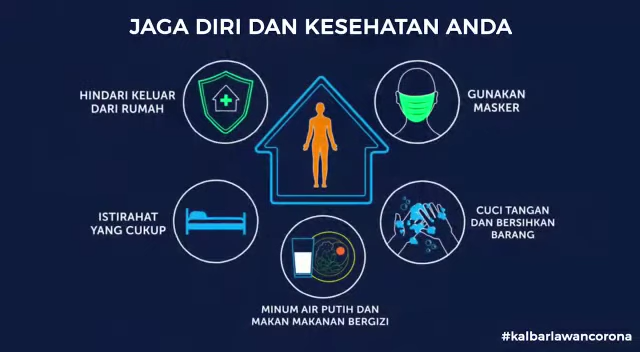 JAGA DIRI DAN KESEHATAN ANDA
HINDARI KELUAR
DARI RUMAH
GUNAKAN
MASKER
ISTIRAHAT
YANG CUKUP
CUCI TANGAN
DAN BERSIHKAN
BARANG
MINUM AIR PUTIH DAN
MAKAN MAKANAN BERGIZI
#kalbarlawancorona